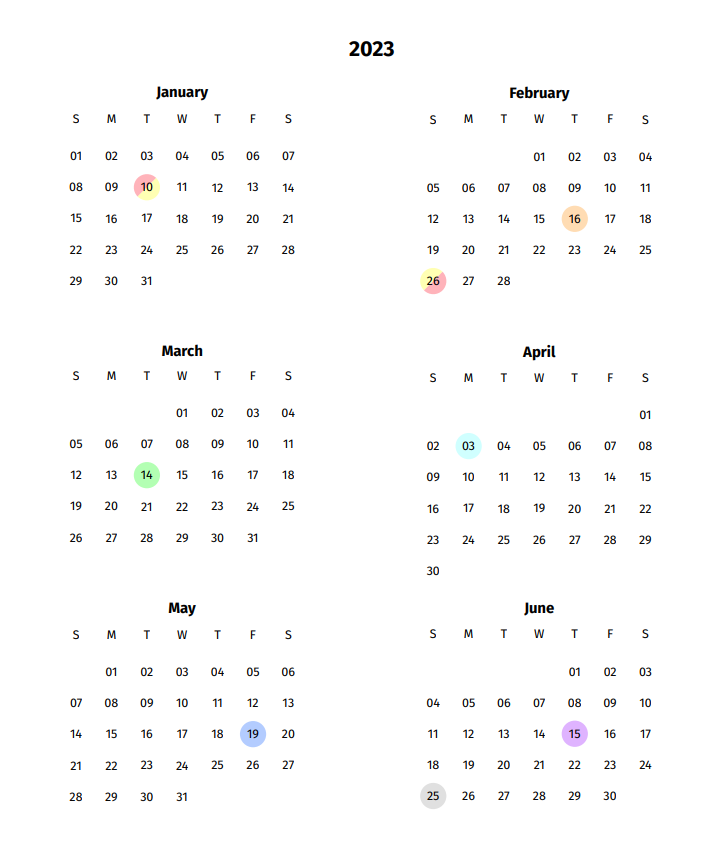 2023
January
S M T W T F S
01 02 03 04 05 06 07
08 09 10 11 12 13 14
15 16 17 18 19 20 21
22 23 24 25 26 27 28
29 30 31
February
S M T W T F S
01 02 03 04
05 06 07 08 09 10 11
12 13 14 15 16 17 18
19 20 21 22 23 24 25
26 27 28
March
S M T W T F S
01 02 03 04
05 06 07 08 09 10 11
12 13 14 15 16 17 18
19 20 21 22 23 24 25
26 27 28 29 30 31
April
S M T W T F S
01
02 03 04 05 06 07 08
09 10 11 12 13 14 15
16 17 18 19 20 21 22
23 24 25 26 27 28 29
30
May
S M T W T F S
01 02 03 04 05 06
07 08 09 10 11 12 13
14 15 16 17 18 19 20
21 22 23 24 25 26 27
28 29 30 31
June
S M T W T F S
01 02 03
04 05 06 07 08 09 10
11 12 13 14 15 16 17
18 19 20 21 22 23 24
25 26 27 28 29 30